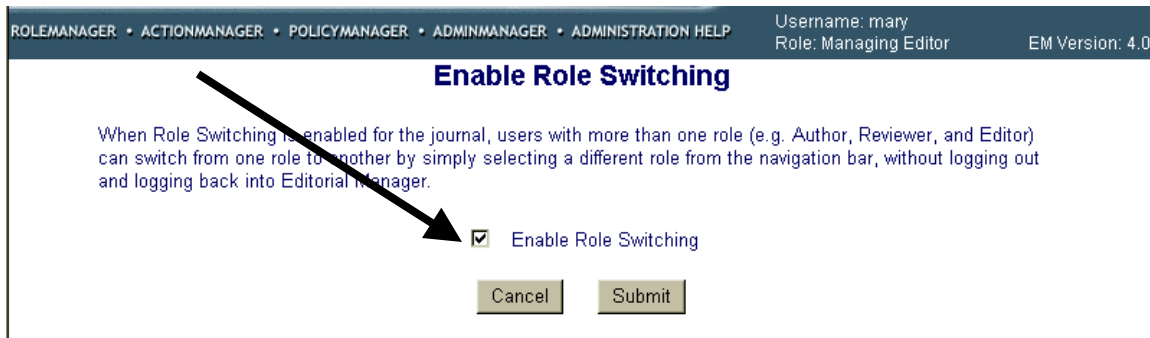 ROLEMANAGER • ACTIONMANAGER • POLICYMANAGER • ADMINMANAGER • ADMINISTRATION HELP
Username: mary
Role: Managing Editor EM Version: 4.0
Enable Role Switching
When Role Switching is enabled for the journal, users with more than one role (e.g. Author, Reviewer, and Editor)
can switch from one role to another by simply selecting a different role from the navigation bar, without logging out
and logging back into Editorial Manager.
Enable Role Switching
Cancel Submit